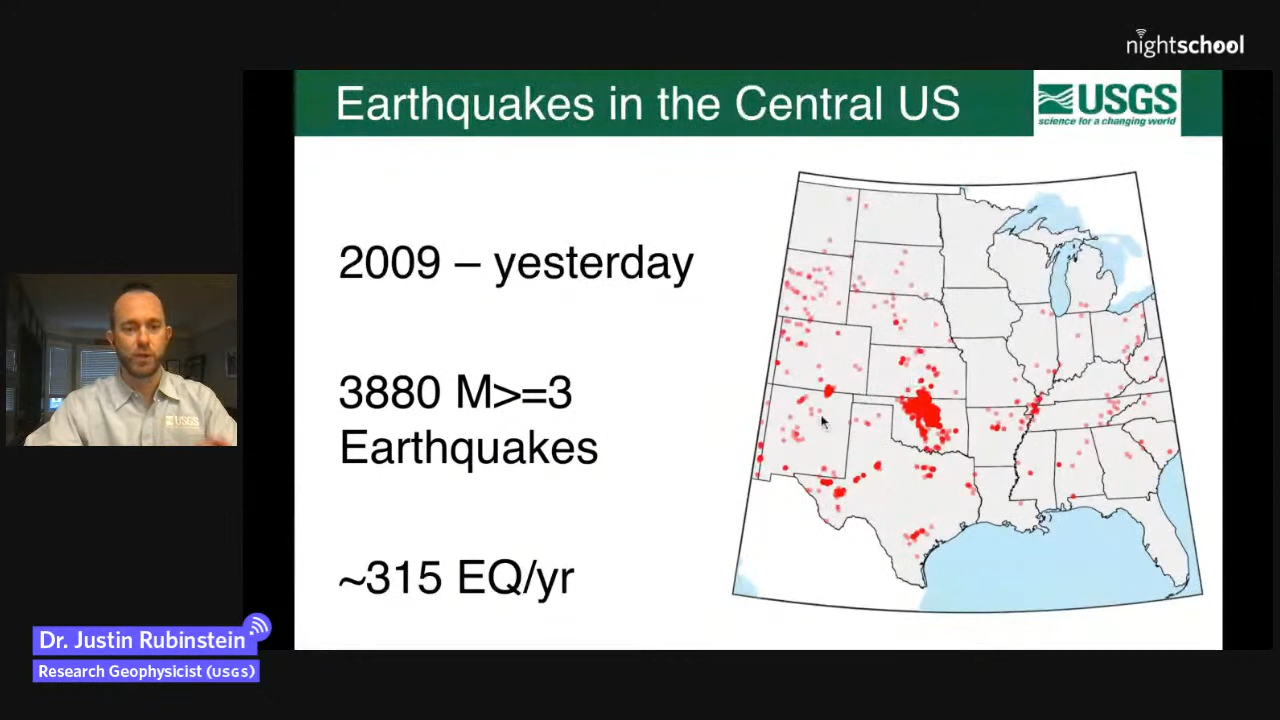 nightschool
Earthquakes in the Central US
USGS
science for a changing world
2009 – yesterday
3880 M>=3
Earthquakes
~315 EQ/yr
USGS
Dr. Justin Rubinstein
Research Geophysicist (USGS)